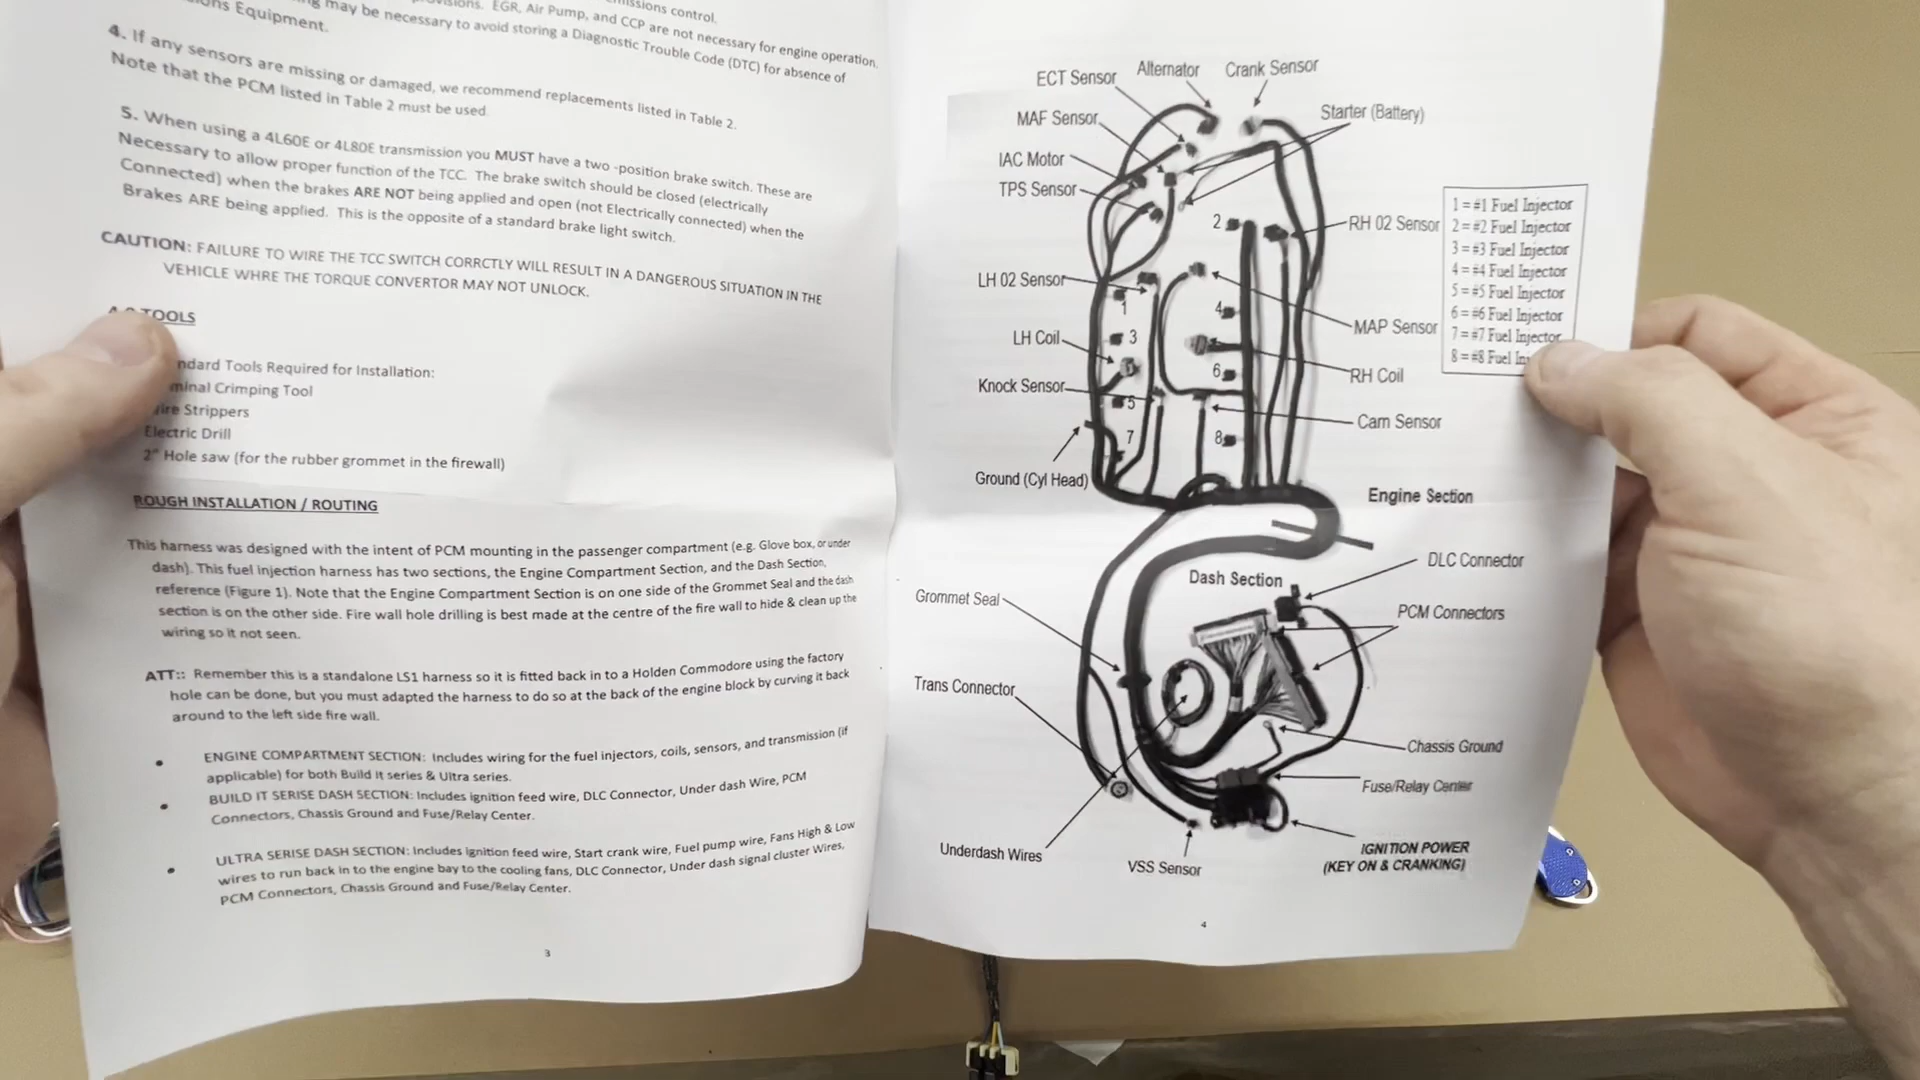 provisions. EGR, Air Pump, and CCP are not necessary for engine operation.
may be necessary to avoid storing a Diagnostic Trouble Code (DTC) for absence of
Equipment.
4. If any sensors are missing or damaged, we recommend replacements listed in Table 2.
Note that the PCM listed in Table 2 must be used
5. When using a 4L60E or 4L80E transmission you MUST have a two -position brake switch. These are
Necessary to allow proper function of the TCC. The brake switch should be closed (electrically
Connected) when the brakes ARE NOT being applied and open (not Electrically connected) when the
Brakes ARE being applied. This is the opposite of a standard brake light switch.
CAUTION: FAILURE TO WIRE THE TCC SWITCH CORRCTLY WILL RESULT IN A DANGEROUS SITUATION IN THE
VEHICLE WHRE THE TORQUE CONVERTOR MAY NOT UNLOCK.
TOOLS
Tools Required for Installation:
Crimping Tool
Strippers
Electric Drill
2" Hole saw (for the rubber grommet in the firewall)
ROUGH INSTALLATION / ROUTING
This harness was designed with the intent of PCM mounting in the passenger compartment (e.g. Glove box, or under
dash). This fuel injection harness has two sections, the Engine Compartment Section, and the Dash Section,
reference (Figure 1). Note that the Engine Compartment Section is on one side of the Grommet Seal and the dash
section is on the other side. Fire wall hole drilling is best made at the centre of the fire wall to hide & clean up the
wiring so it not seen.
ATT:: Remember this is a standalone LS1 harness so it is fitted back in to a Holden Commodore using the factory
hole can be done, but you must adapted the harness to do so at the back of the engine block by curving it back
around to the left side fire wall.
• ENGINE COMPARTMENT SECTION: Includes wiring for the fuel injectors, coils, sensors, and transmission (if
applicable) for both Build It series & Ultra series.
• BUILD IT SERISE DASH SECTION: Includes ignition feed wire, DLC Connector, Under dash Wire, PCM
Connectors, Chassis Ground and Fuse/Relay Center.
• ULTRA SERISE DASH SECTION: Includes ignition feed wire, Start crank wire, Fuel pump wire, Fans High & Low
wires to run back in to the engine bay to the cooling fans, DLC Connector, Under dash signal cluster Wires,
PCM Connectors, Chassis Ground and Fuse/Relay Center.
3
ECT Sensor
Alternator
Crank Sensor
MAF Sensor
Starter (Battery)
IAC Motor
TPS Sensor
2
RH 02 Sensor
LH 02 Sensor
1
4
MAP Sensor
LH Coil
3
RH Coil
6
Knock Sensor
5
Cam Sensor
7
8
Ground (Cyl Head)
Engine Section
1 = #1 Fuel Injector
2 = #2 Fuel Injector
3 = #3 Fuel Injector
4 = #4 Fuel Injector
5 = #5 Fuel Injector
6 = #6 Fuel Injector
7 = #7 Fuel Injector
8 = #8 Fuel
Dash Section
DLC Connector
Grommet Seal
PCM Connectors
Trans Connector
Chassis Ground
Fuse/Relay Center
Underdash Wires
VSS Sensor
IGNITION POWER
(KEY ON & CRANKING)
4